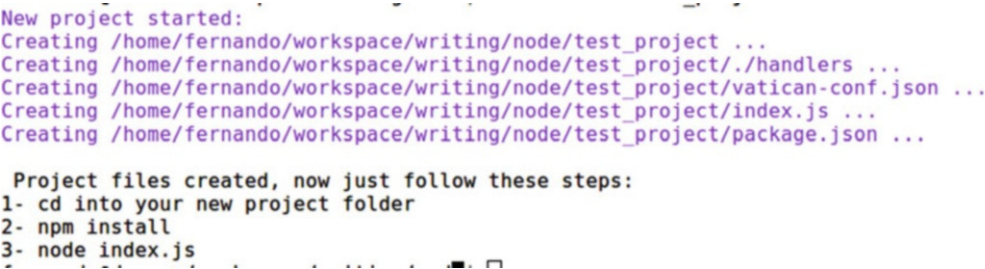 New project started:
Creating /home/fernando/workspace/writing/node/test_project ...
Creating /home/fernando/workspace/writing/node/test_project/./handlers ...
Creating /home/fernando/workspace/writing/node/test_project/vatican-conf.json ...
Creating /home/fernando/workspace/writing/node/test_project/index.js ...
Creating /home/fernando/workspace/writing/node/test_project/package.json ...
Project files created, now just follow these steps:
1- cd into your new project folder
2- npm install
3- node index.js